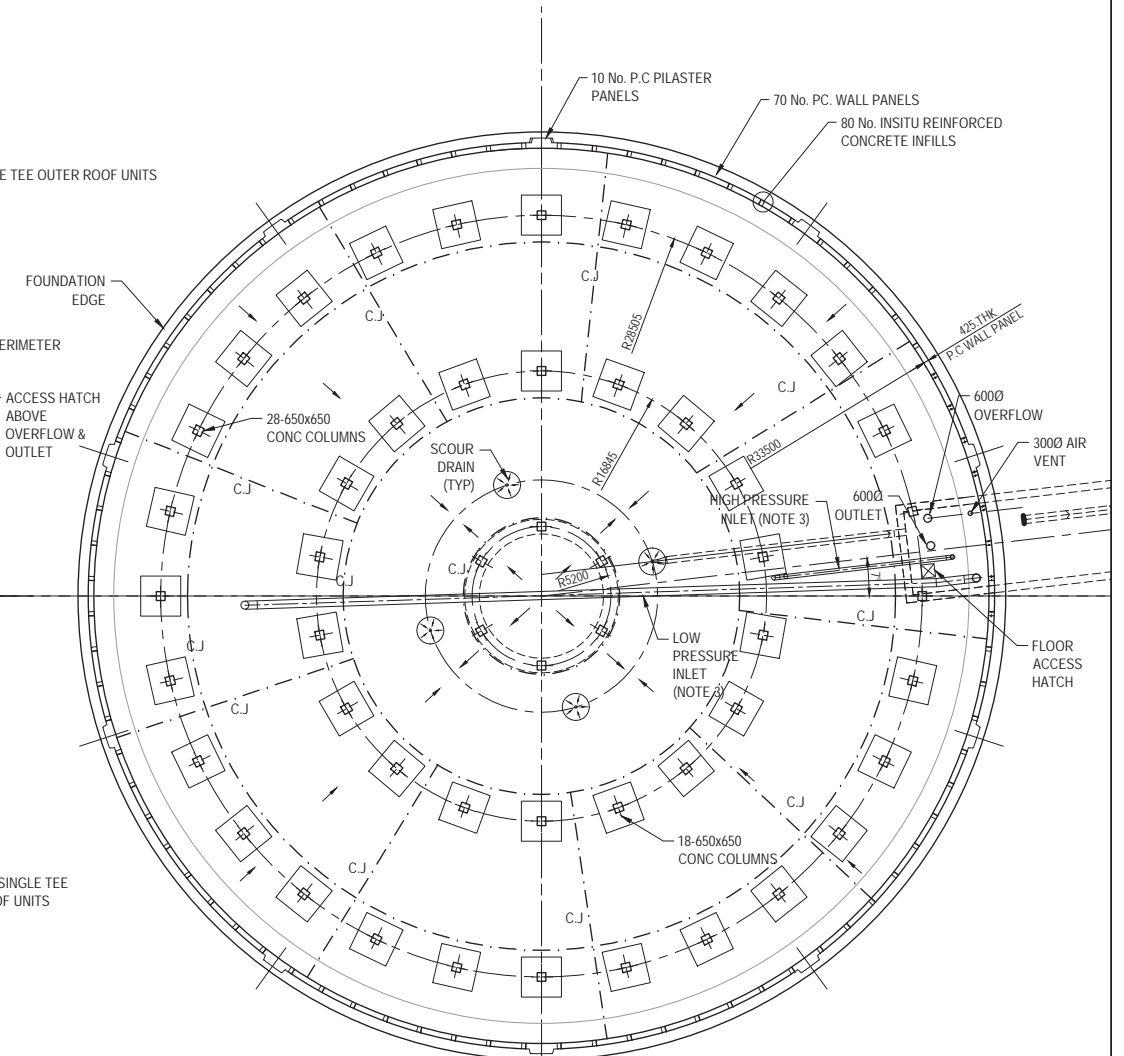 10 No. P.C PILASTER
PANELS
70 No. PC. WALL PANELS
80 No. INSITU REINFORCED
CONCRETE INFILLS
E TEE OUTER ROOF UNITS
FOUNDATION
EDGE
C.J
C.J
R28505
425.THK
P.C WALL PANEL
ERIMETER
ACCESS HATCH
ABOVE
OVERFLOW &
OUTLET
28-650x650
CONC COLUMNS
C.J
600Ø
OVERFLOW
SCOUR
DRAIN
(TYP)
R16845
R33500
300Ø AIR
VENT
C.J
HIGH PRESSURE
INLET (NOTE 3)
600Ø
OUTLET
C.J
C.J
R5200
7
C.J
C.J
LOW
PRESSURE
INLET
(NOTE 3)
FLOOR
ACCESS
HATCH
C.J
C.J
18-650x650
CONC COLUMNS
C.J
SINGLE TEE
OF UNITS
C.J